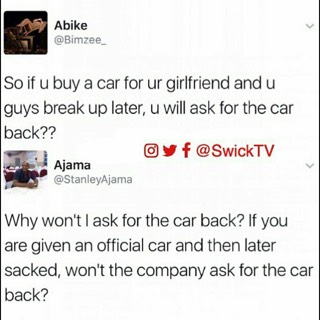 Abike
@Bimzee_
So if u buy a car for ur girlfriend and u
guys break up later, u will ask for the car
back??
@SwickTV
Ajama
@StanleyAjama
Why won't I ask for the car back? If you
are given an official car and then later
sacked, won't the company ask for the car
back?